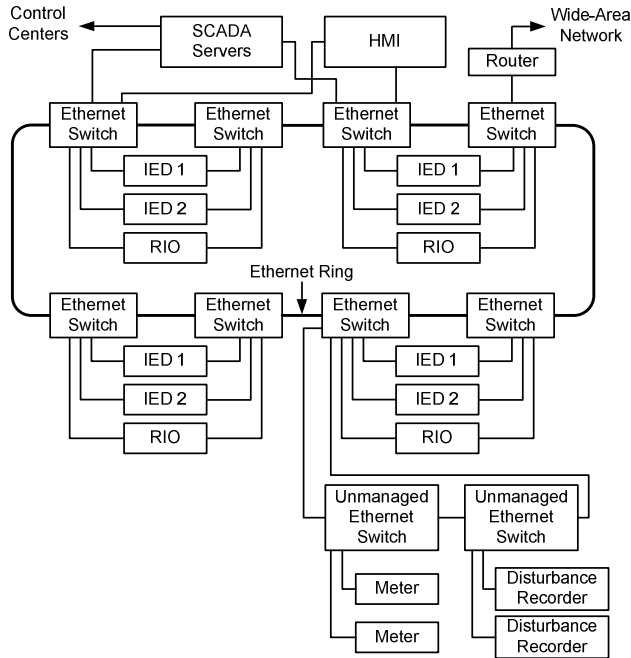 Control
Centers
SCADA
Servers
HMI
Wide-Area
Network
Router
Ethernet
Switch
Ethernet
Switch
Ethernet
Switch
Ethernet
Switch
IED 1
IED 2
RIO
IED 1
IED 2
RIO
Ethernet Ring
Ethernet
Switch
Ethernet
Switch
Ethernet
Switch
Ethernet
Switch
IED 1
IED 2
RIO
IED 1
IED 2
RIO
Unmanaged
Ethernet
Switch
Unmanaged
Ethernet
Switch
Meter
Meter
Disturbance
Recorder
Disturbance
Recorder